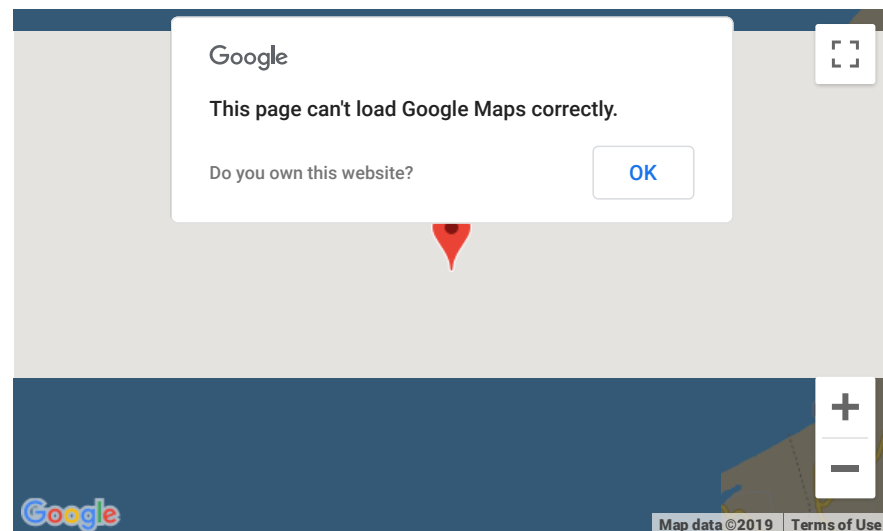 Google
This page can't load Google Maps correctly.
Do you own this website?
OK
Google
Map data ©2019
Terms of Use